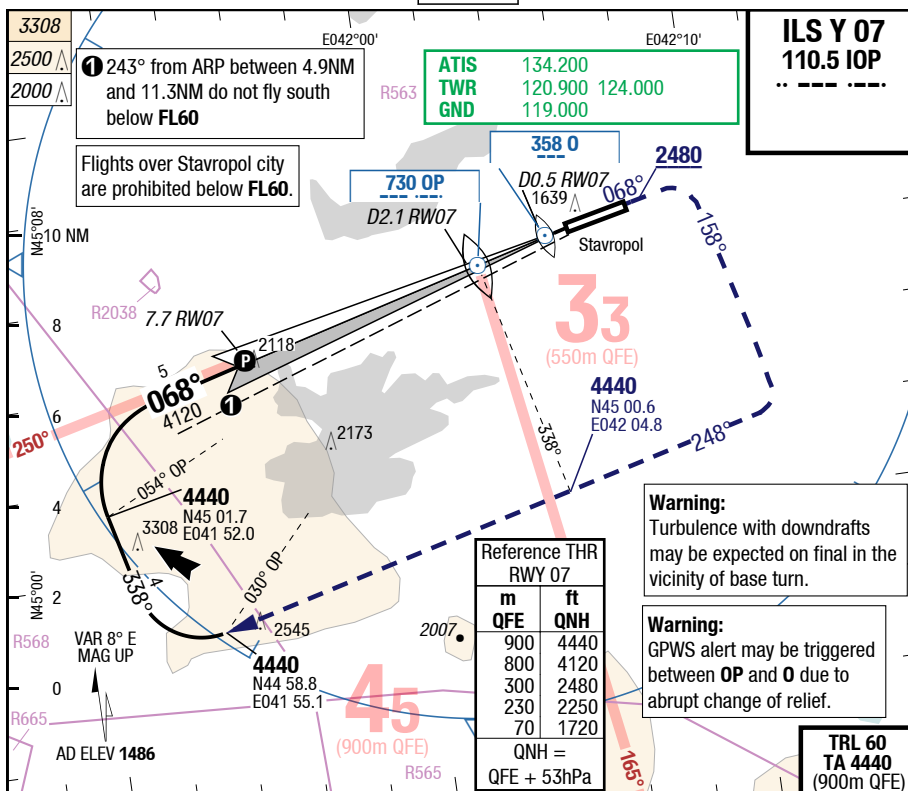 3308
2500
2000
E042°00'
E042°10'
ILS Y 07
110.5 IOP
·· --- ·--·
1 243° from ARP between 4.9NM
and 11.3NM do not fly south
below FL60
R563
ATIS 134.200
TWR 120.900 124.000
GND 119.000
Flights over Stavropol city
are prohibited below FL60.
358 O
---
730 OP
--- ·--·
D0.5 RW07
1639
D2.1 RW07
068°
2480
158°
Stavropol
N45°08'
10 NM
8
6
4
2
0
R2038
7.7 RW07
P
2118
5
068°
4120
1
250°
33
(550m QFE)
4440
N45 00.6
E042 04.8
338°
248°
2173
054° OP
4440
N45 01.7
E041 52.0
3308
4
338°
030° OP
N45°00'
2545
2007
4440
N44 58.8
E041 55.1
R568
VAR 8° E
MAG UP
R665
AD ELEV 1486
45
(900m QFE)
R565
165°
Reference THR
RWY 07
m ft
QFE QNH
900 4440
800 4120
300 2480
230 2250
70 1720
QNH =
QFE + 53hPa
Warning:
Turbulence with downdrafts
may be expected on final in the
vicinity of base turn.
Warning:
GPWS alert may be triggered
between OP and O due to
abrupt change of relief.
TRL 60
TA 4440
(900m QFE)